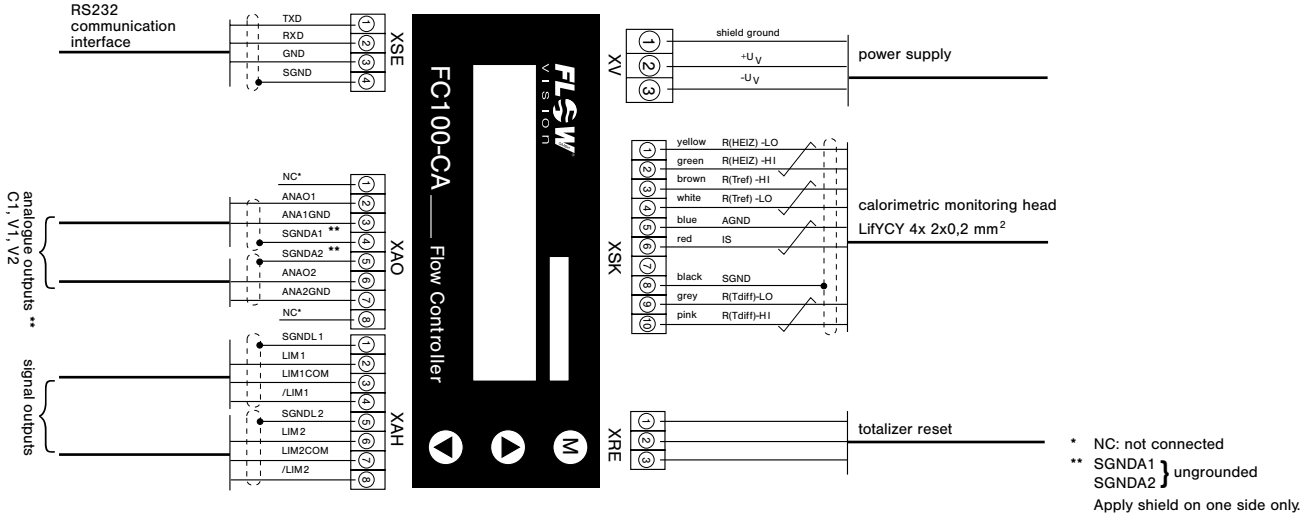 RS232
communication
interface
TXD
RXD
GND
SGND
1
2
3
4
XSE
analogue outputs **
C1, V1, V2
NC*
ANAO1
ANA1GND
SGNDA1 **
SGNDA2 **
ANAO2
ANA2GND
NC*
1
2
3
4
5
6
7
8
XAO
signal outputs
SGNDL1
LIM1
LIM1COM
/LIM1
SGNDL2
LIM2
LIM2COM
/LIM2
1
2
3
4
5
6
7
8
XAH
FLOW
VISION
FC100-CA Flow Controller
M
XV
1
2
3
shield ground
+UV
-UV
power supply
XSK
1
2
3
4
5
6
7
8
9
10
yellow R(HEIZ) -LO
green R(HEIZ) -HI
brown R(Tref) -HI
white R(Tref) -LO
blue AGND
red IS
black SGND
grey R(Tdiff)-LO
pink R(Tdiff)-HI
calorimetric monitoring head
LifYCY 4x 2x0,2 mm²
XRE
1
2
3
totalizer reset
* NC: not connected
** SGNDA1 } ungrounded
SGNDA2
Apply shield on one side only.